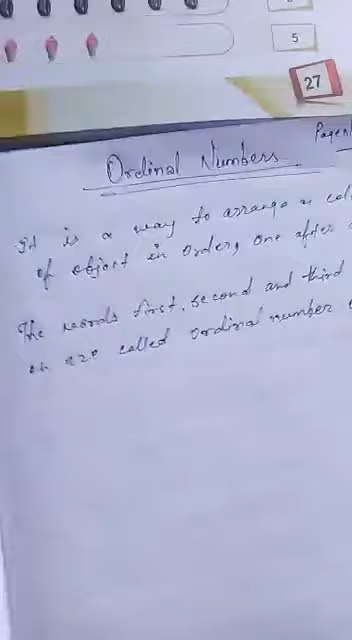 5
27
Ordinal Numbers
Page
It is a way to arrange a
of object in order, one after
The words first, second and third
on are called ordinal number